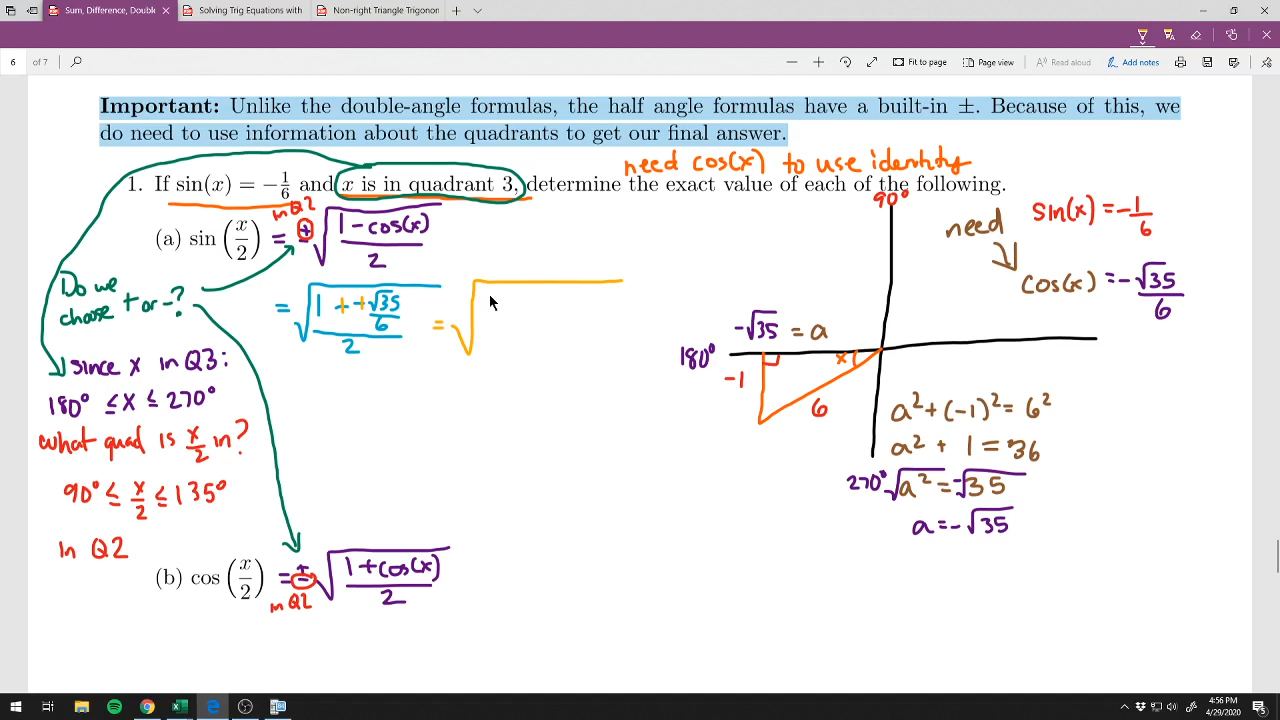 Sum, Difference, Double
Solving Trig Equations with
Non-right Triangle Trigonom
6 of 7
Fit to page
Page view
Read aloud
Add notes
Important: Unlike the double-angle formulas, the half angle formulas have a built-in ±. Because of this, we
do need to use information about the quadrants to get our final answer.
need cos(x) to use identity
1. If sin(x) = −1/6 and x is in quadrant 3, determine the exact value of each of the following.
in Q2
(a) sin (x/2) = ± √((1 - cos(x))/2)
= √((1 + +√35/6)/2) = √
Do we
choose + or -?
since x in Q3:
180° ≤ x ≤ 270°
what quad is x/2 in?
90° ≤ x/2 ≤ 135°
In Q2
(b) cos (x/2) = ± √((1 + cos(x))/2)
in Q2
90°
need
sin(x) = -1/6
cos(x) = -√35/6
-√35 = a
180°
-1
x
6
270°
a² + (-1)² = 6²
a² + 1 = 36
√a² = -√35
a = -√35
4:56 PM
4/29/2020
5